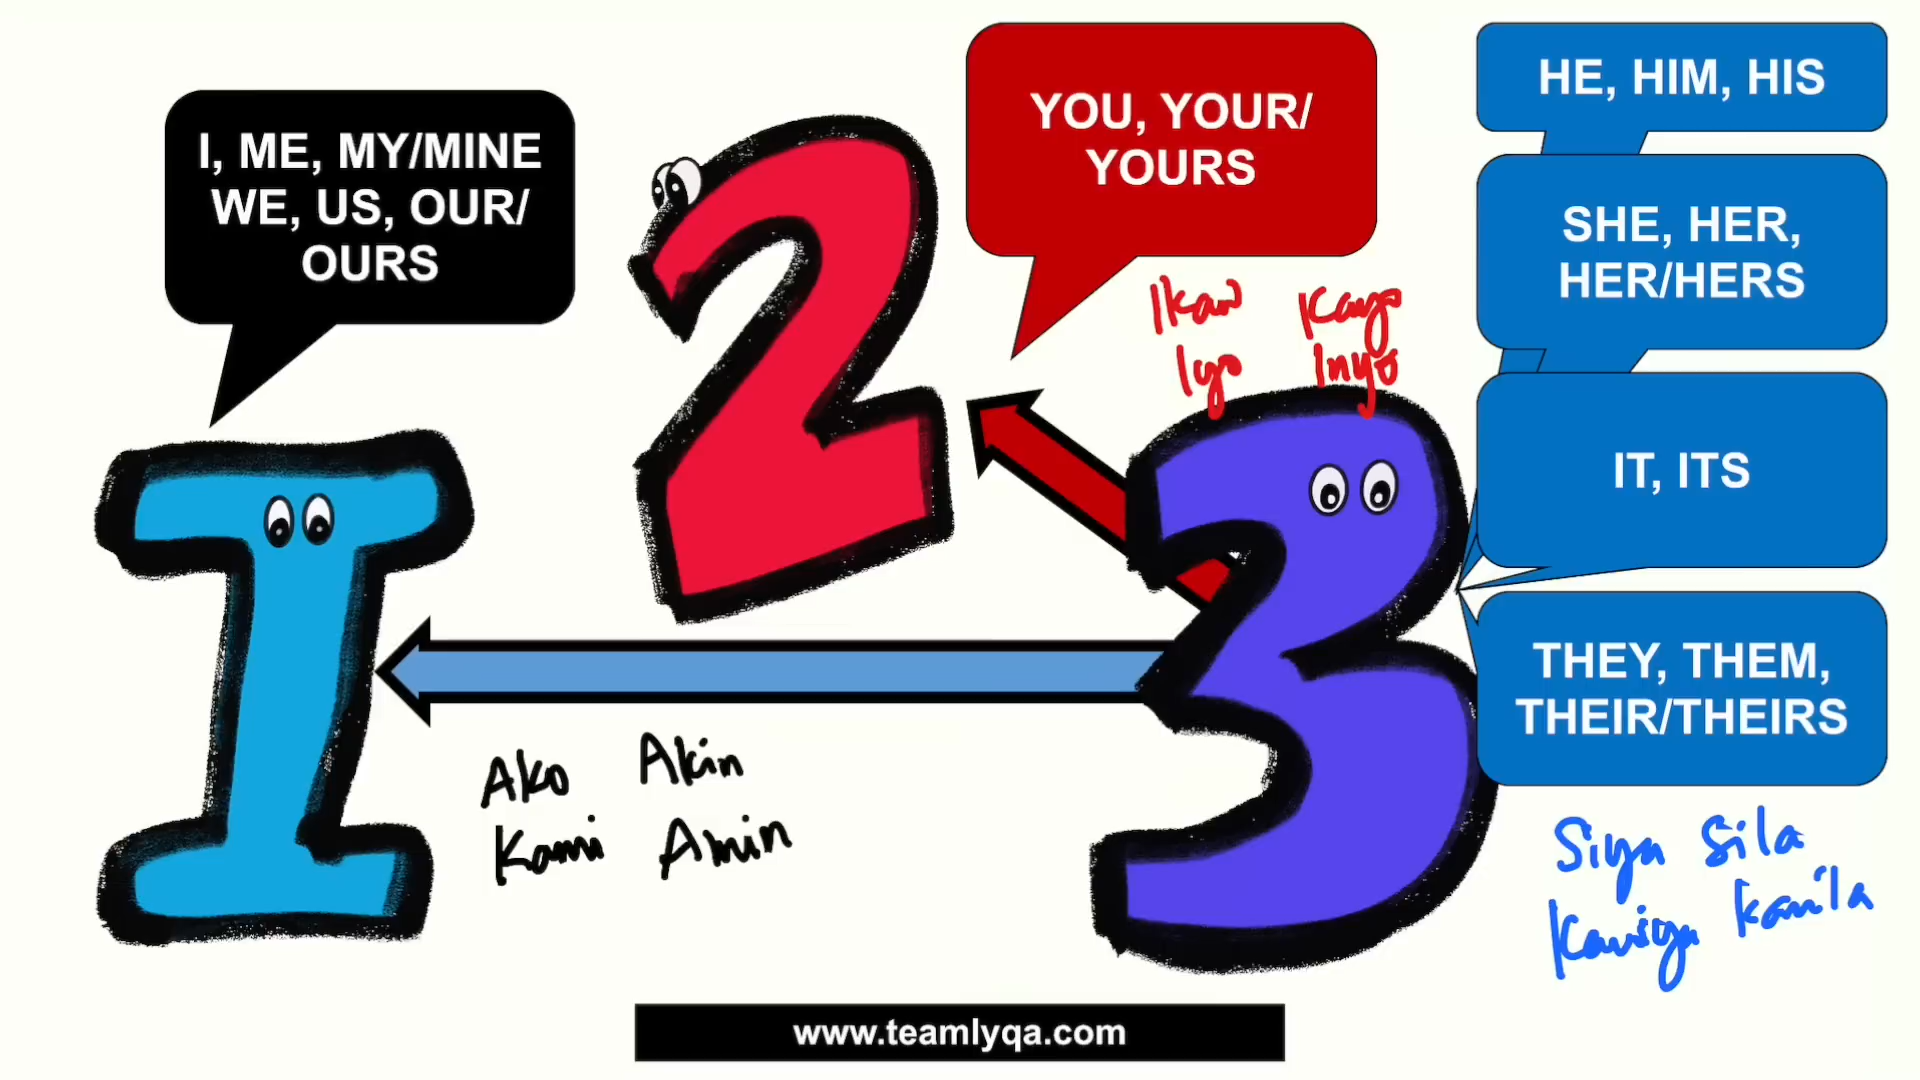 I, ME, MY/MINE
WE, US, OUR/
OURS
YOU, YOUR/
YOURS
Ikaw Kayo
Iyo Inyo
HE, HIM, HIS
SHE, HER,
HER/HERS
IT, ITS
THEY, THEM,
THEIR/THEIRS
Ako Akin
Kami Amin
Siya Sila
Kaniya Kanila
I
2
3
www.teamlyqa.com